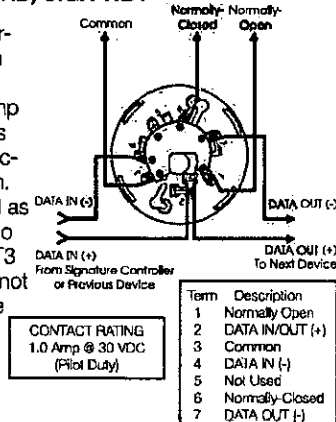 Common
Normally-
Closed
Normally-
Open
DATA IN (-)
DATA OUT (-)
DATA IN (+)
From Signature Controller
or Previous Device
DATA OUT (+)
To Next Device
CONTACT RATING
1.0 Amp @ 30 VDC
(Pilot Duty)
Term Description
1 Normally Open
2 DATA IN/OUT (+)
3 Common
4 DATA IN (-)
5 Not Used
6 Normally-Closed
7 DATA OUT (-)